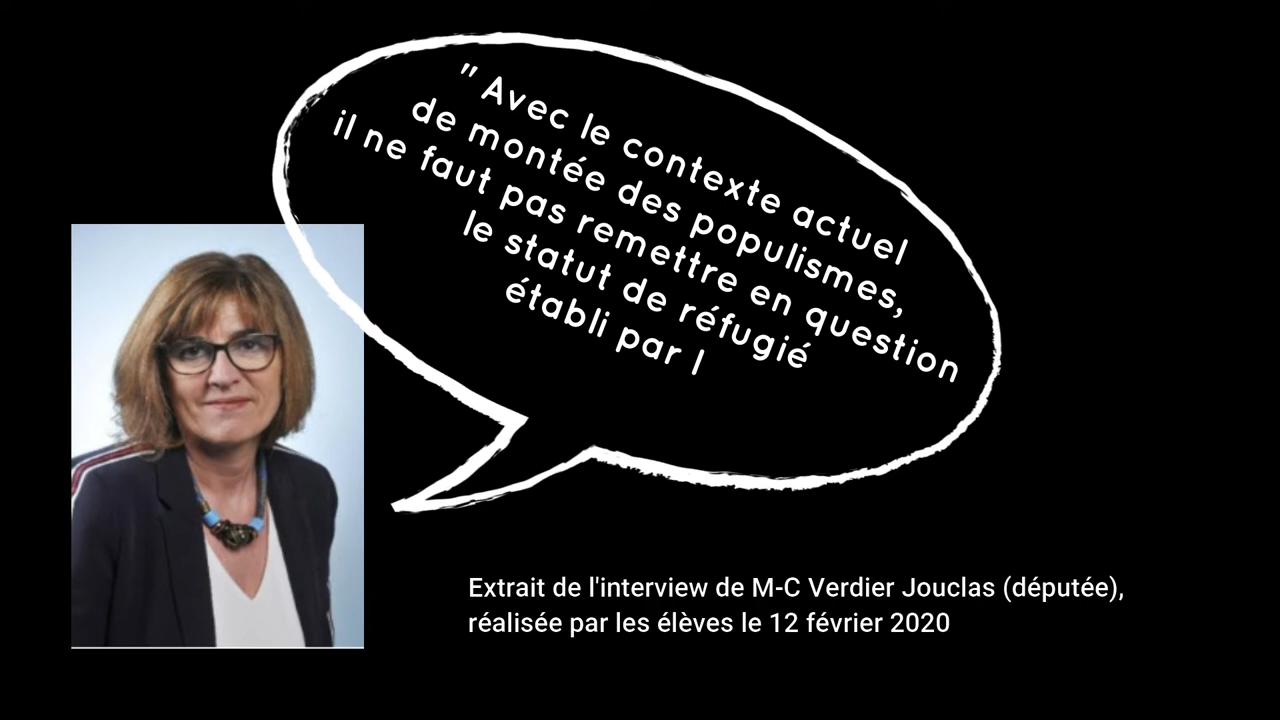 " Avec le contexte actuel
de montée des populismes,
il ne faut pas remettre en question
le statut de réfugié
établi par l
Extrait de l'interview de M-C Verdier Jouclas (députée),
réalisée par les élèves le 12 février 2020